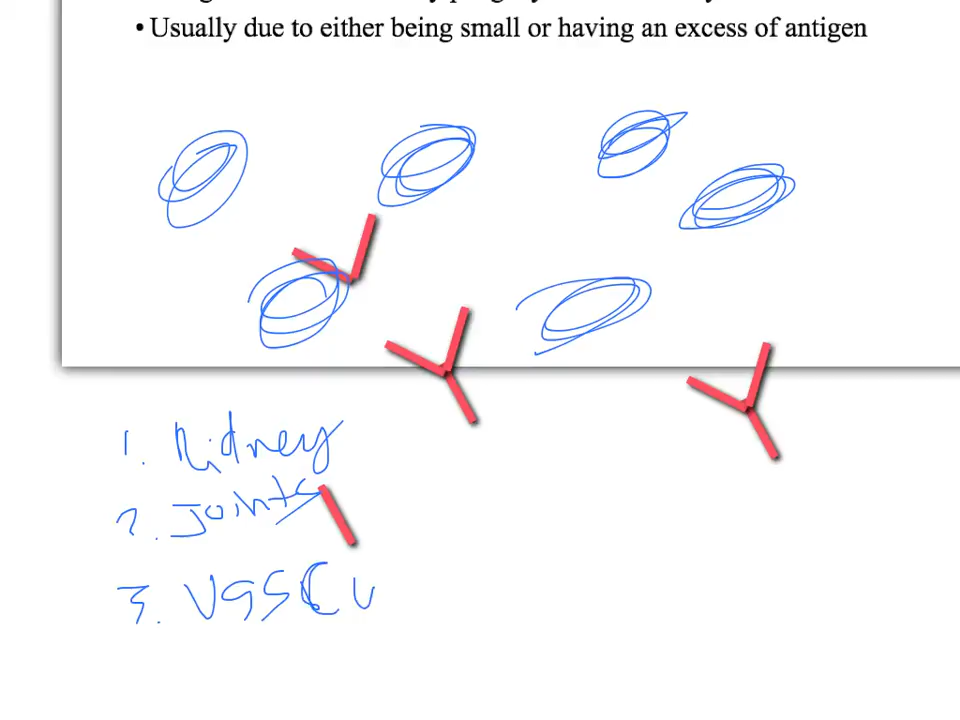 • Usually due to either being small or having an excess of antigen
1. Kidney
2. Joints
3. Vascu